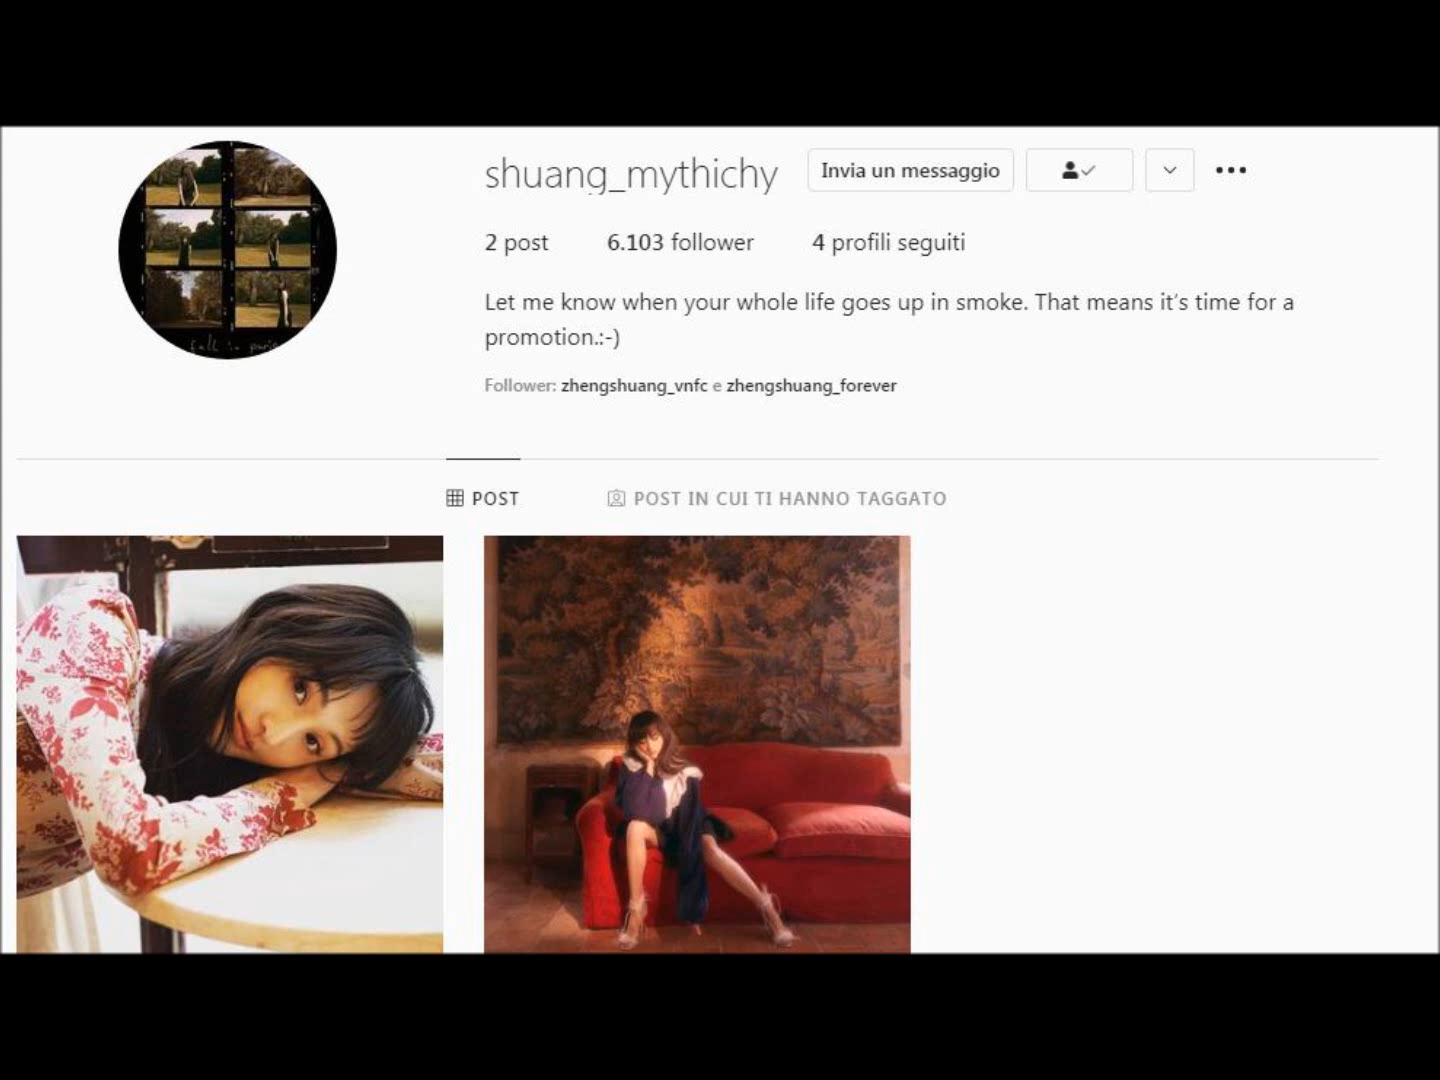 shuang_mythichy Invia un messaggio
2 post 6.103 follower 4 profili seguiti
Let me know when your whole life goes up in smoke. That means it's time for a
promotion.:-)
Follower: zhengshuang_vnfc e zhengshuang_forever
POST POST IN CUI TI HANNO TAGGATO